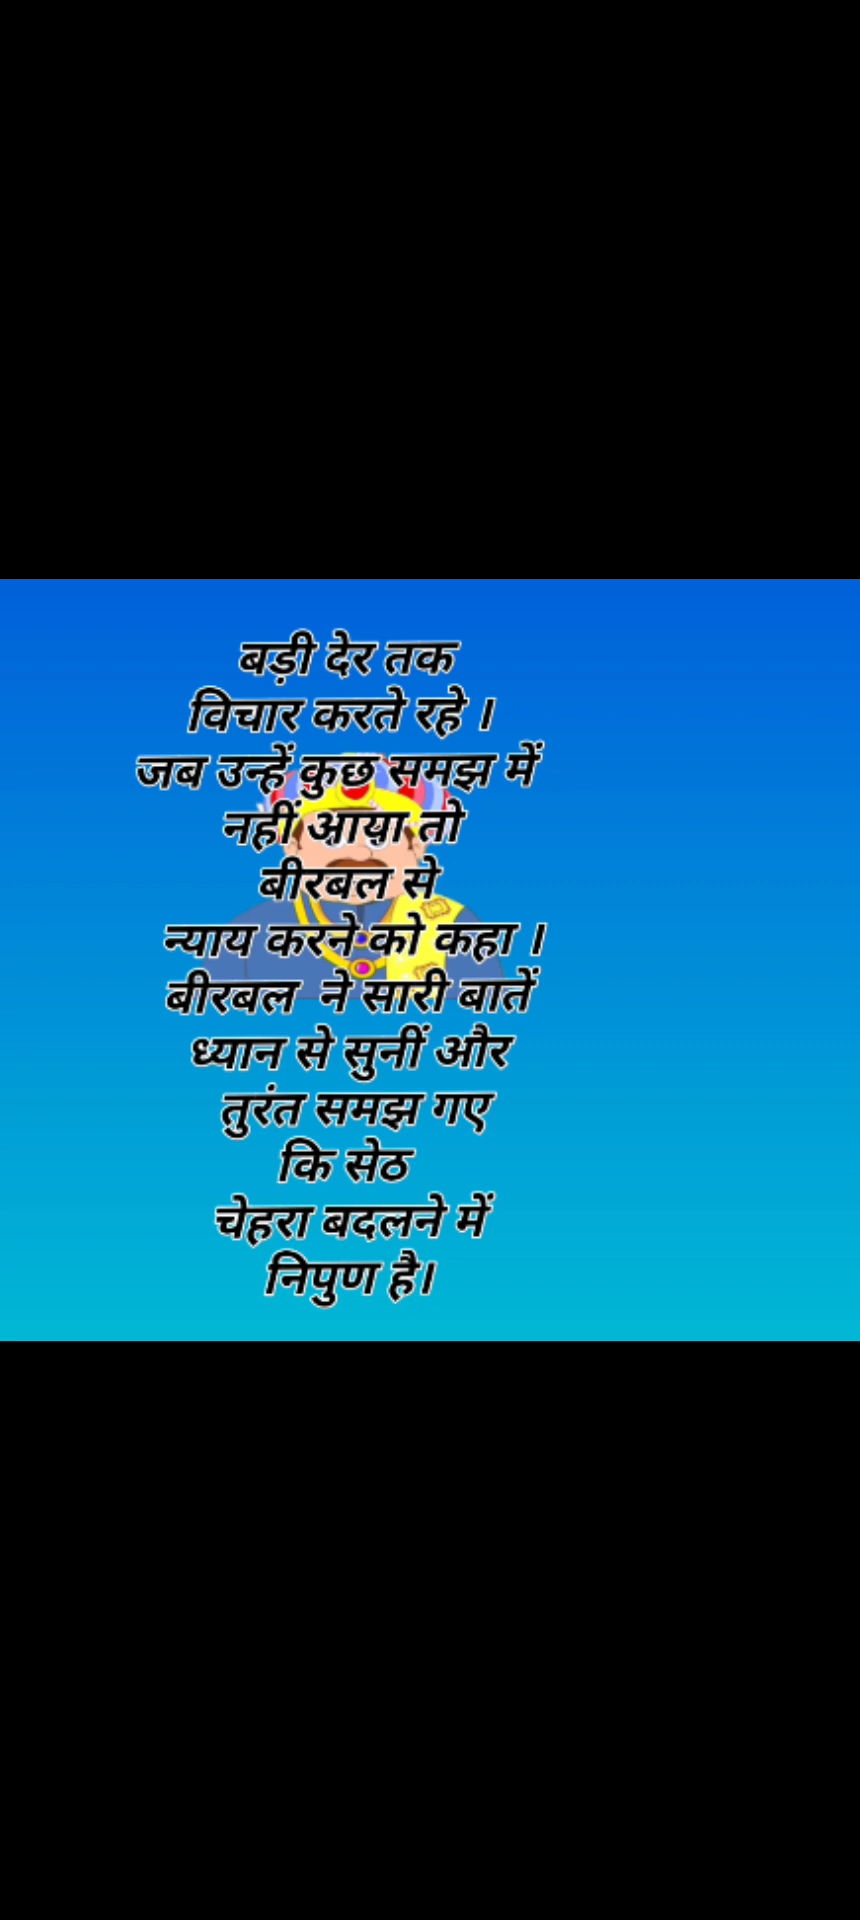 बड़ी देर तक
विचार करते रहे ।
जब उन्हें कुछ समझ में
नहीं आया तो
बीरबल से
न्याय करने को कहा ।
बीरबल  ने सारी बातें
ध्यान से सुनीं और
तुरंत समझ गए
कि सेठ
चेहरा बदलने में
निपुण है।